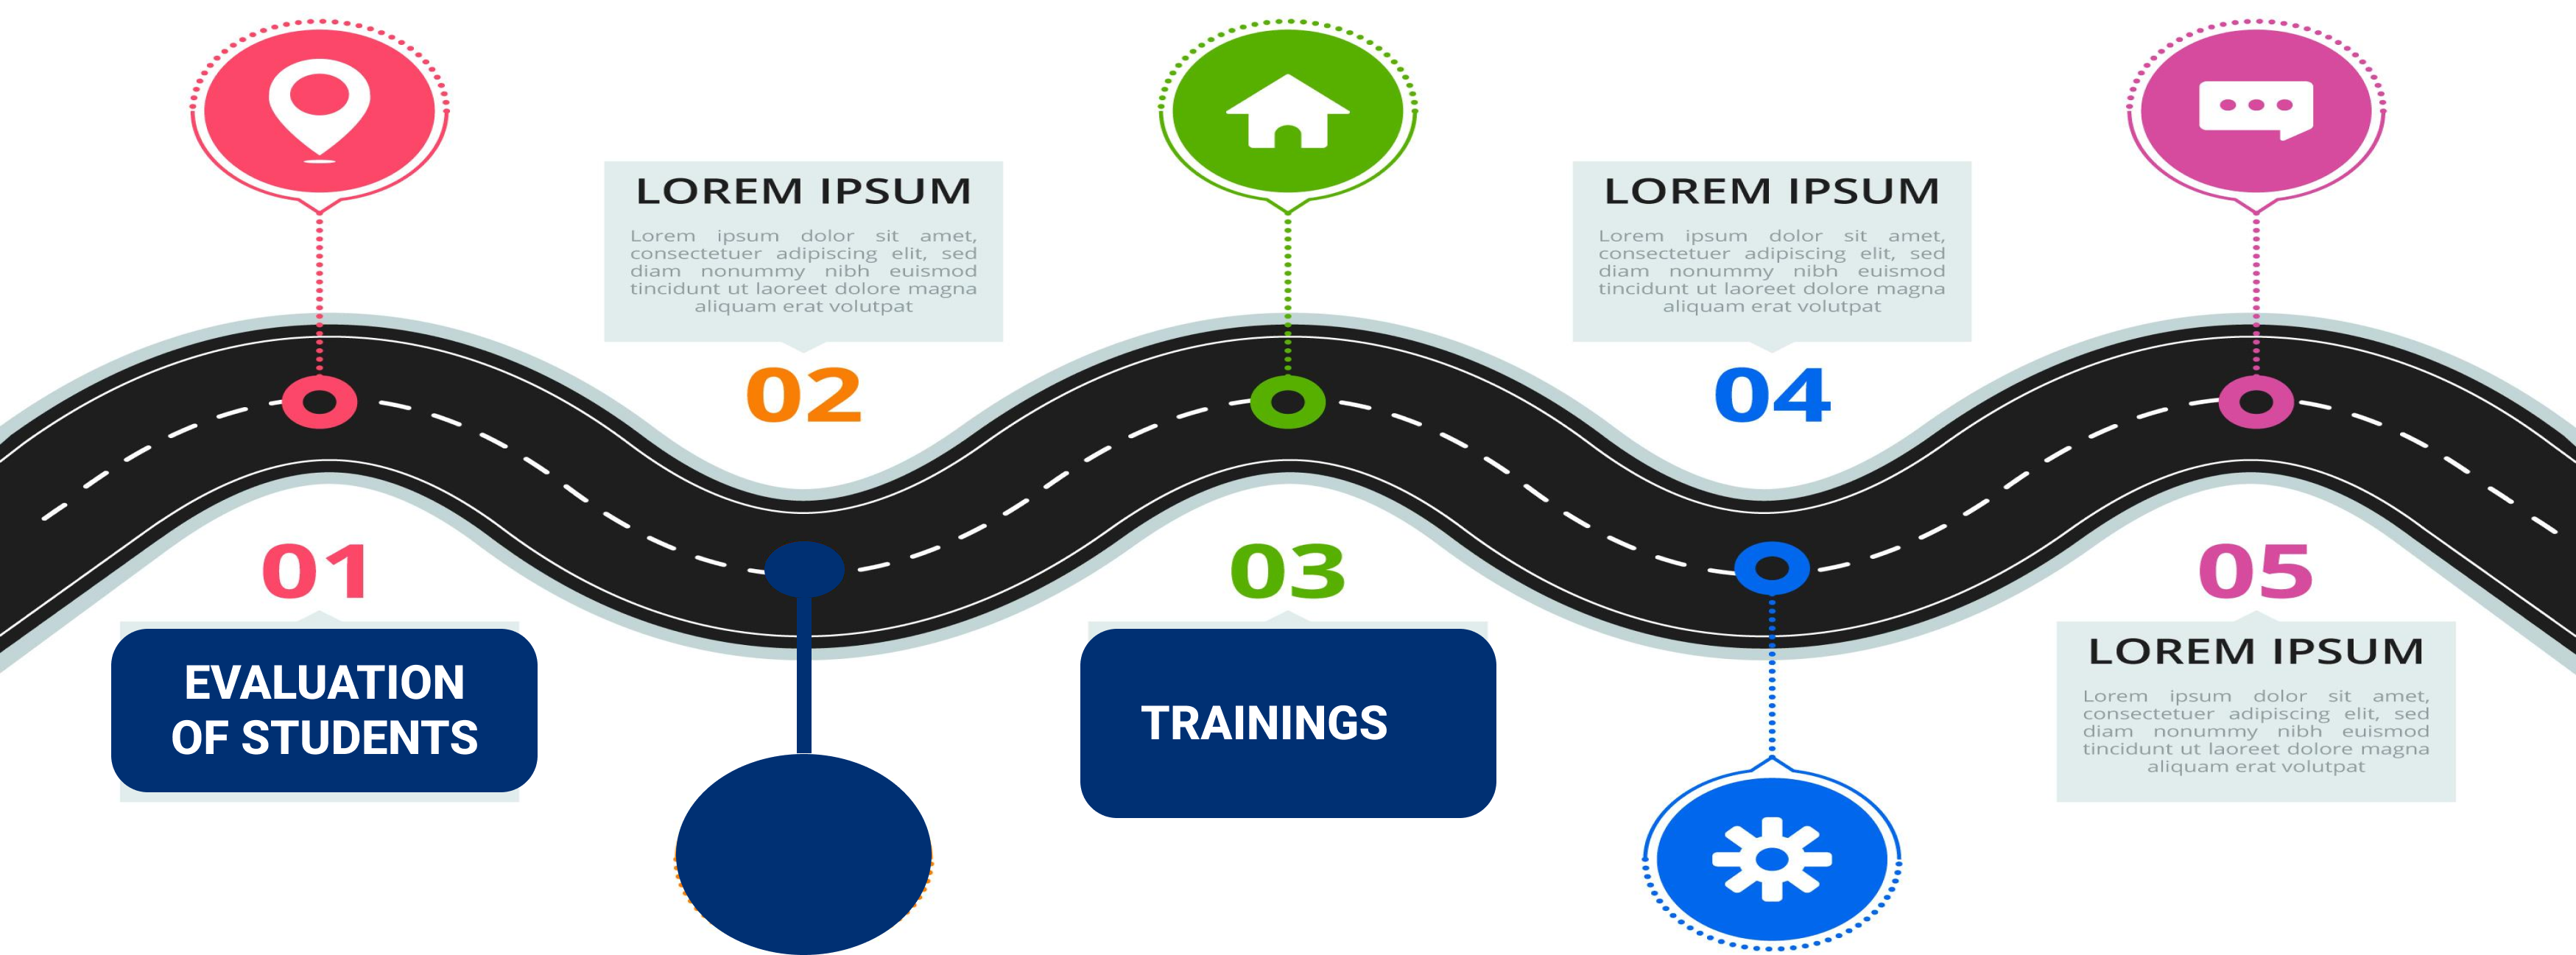 LOREM IPSUM
Lorem ipsum dolor sit amet,
consectetuer adipiscing elit, sed
diam nonummy nibh euismod
tincidunt ut laoreet dolore magna
aliquam erat volutpat
02
LOREM IPSUM
Lorem ipsum dolor sit amet,
consectetuer adipiscing elit, sed
diam nonummy nibh euismod
tincidunt ut laoreet dolore magna
aliquam erat volutpat
04
01
EVALUATION
OF STUDENTS
03
TRAININGS
05
LOREM IPSUM
Lorem ipsum dolor sit amet,
consectetuer adipiscing elit, sed
diam nonummy nibh euismod
tincidunt ut laoreet dolore magna
aliquam erat volutpat